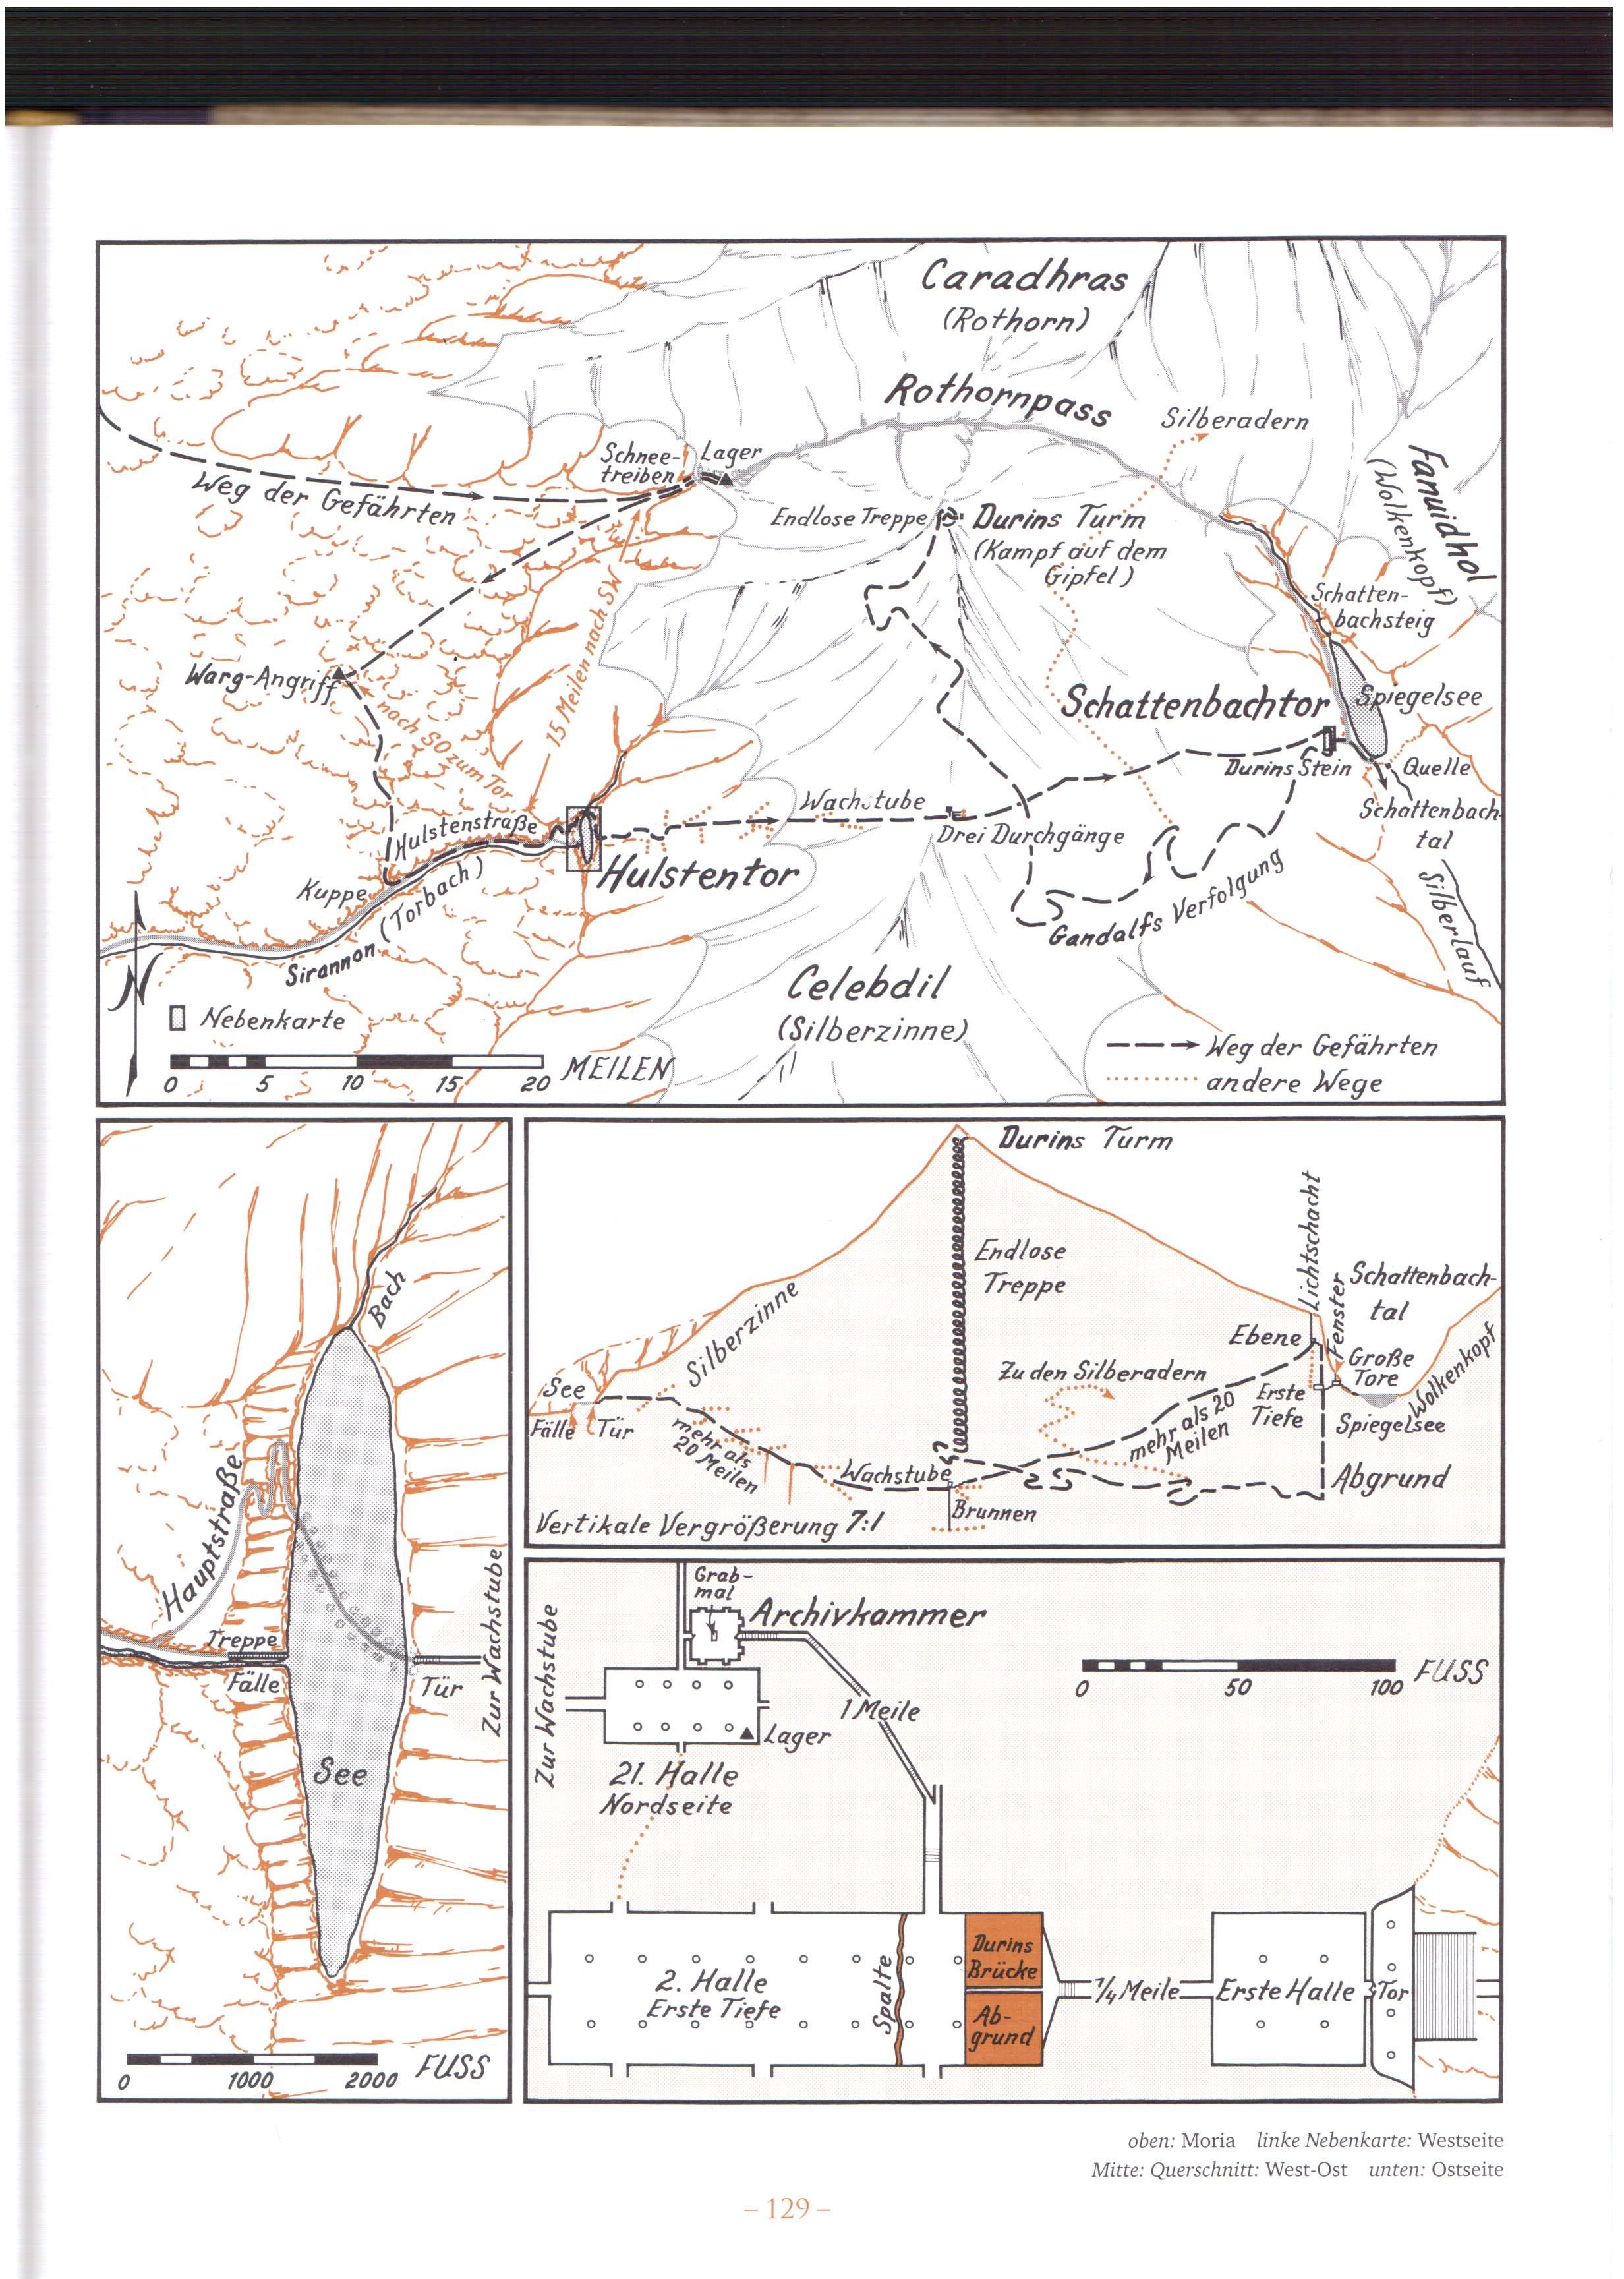 Caradhras
(Rothorn)
Rothornpass
Silberadern
Fanuidhol
(Wolkenkopf)
Schnee-
treiben
Lager
Weg der Gefährten
Endlose Treppe
Durins Turm
(Kampf auf dem
Gipfel)
Schatten-
bachsteig
15 Meilen nach SW
Warg-Angriff
nach SO zum Tor
Schattenbachtor
Spiegelsee
Durins Stein
Quelle
Wachstube
Drei Durchgänge
Schattenbach-
tal
Hulstenstraße
Hulstentor
Kuppe
Sirannon (Torbach)
Gandalfs Verfolgung
Silberlauf
Celebdil
(Silberzinne)
N
Nebenkarte
0 5 10 15 20 MEILEN
Weg der Gefährten
andere Wege
Bach
Hauptstraße
Treppe
Fälle
Tür
Zur Wachstube
See
0 1000 2000 FUSS
Durins Turm
Endlose
Treppe
Lichtschacht
Fenster
Schattenbach-
tal
Silberzinne
Ebene
Große
Tore
Wolkenkopf
See
Zu den Silberadern
Erste
Tiefe
Spiegelsee
Fälle
Tür
mehr als
20 Meilen
mehr als 20
Meilen
Wachstube
Abgrund
Brunnen
Vertikale Vergrößerung 7:1
Grab-
mal
Archivkammer
Zur Wachstube
1 Meile
0 50 100 FUSS
Lager
21. Halle
Nordseite
2. Halle
Erste Tiefe
Spalte
Durins
Brücke
Ab-
grund
1/4 Meile
Erste Halle
Tor
oben: Moria linke Nebenkarte: Westseite
Mitte: Querschnitt: West-Ost unten: Ostseite
– 129 –